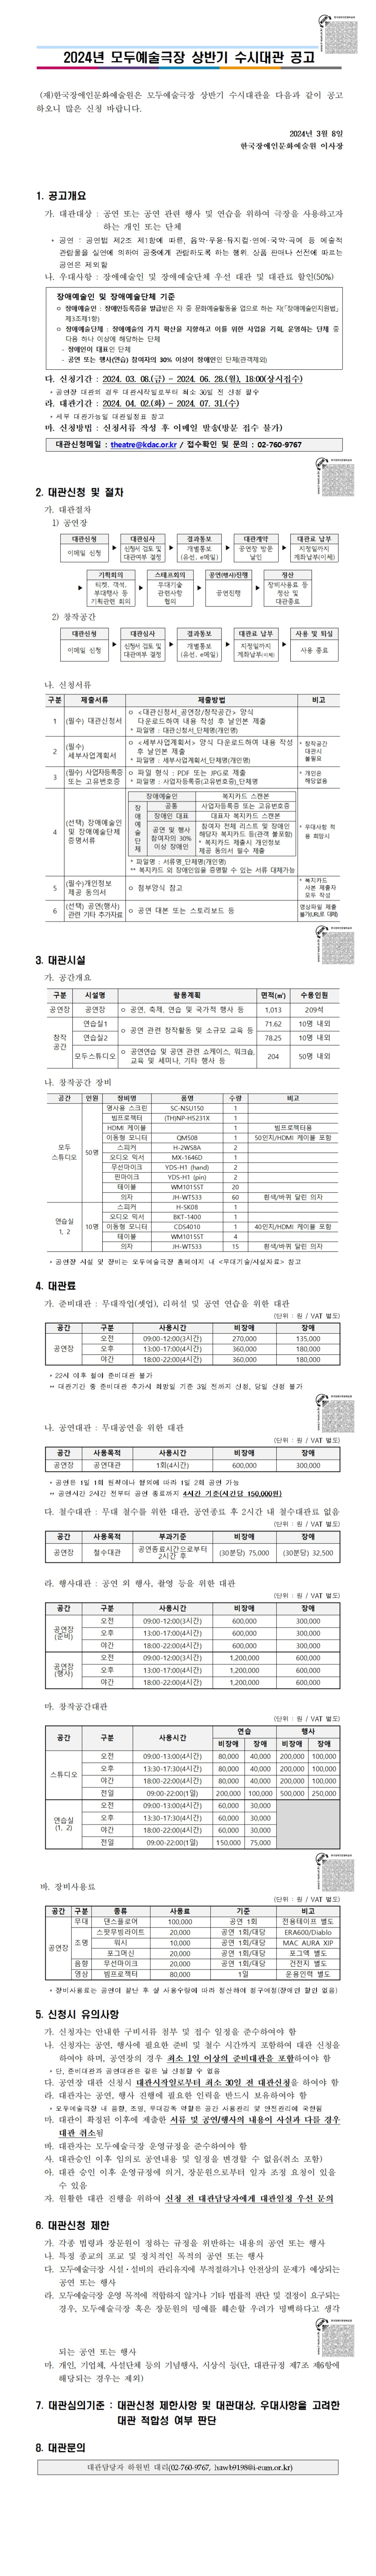 2024년 모두예술극장 상반기 수시대관 공고
(재)한국장애인문화예술원은 모두예술극장 상반기 수시대관을 다음과 같이 공고
하오니 많은 신청 바랍니다.
2024년 3월 8일
한국장애인문화예술원 이사장
1. 공고개요
가. 대관대상 : 공연 또는 공연 관련 행사 및 연습을 위하여 극장을 사용하고자
하는 개인 또는 단체
* 공연 : 공연법 제2조 제1항에 따른, 음악·무용·뮤지컬·연예·국악·곡예 등 예술적
관람물을 실연에 의하여 공중에게 관람하도록 하는 행위. 상품 판매나 선전에 따르는
공연은 제외함
나. 우대사항 : 장애예술인 및 장애예술단체 우선 대관 및 대관료 할인(50%)
장애예술인 및 장애예술단체 기준
ㅇ 장애예술인 : 장애인등록증을 발급받은 자 중 문화예술활동을 업으로 하는 자(「장애예술인지원법」
제3조제1항)
ㅇ 장애예술단체 : 장애예술의 가치 확산을 지향하고 이를 위한 사업을 기획, 운영하는 단체 중
다음 하나 이상에 해당하는 단체
- 장애인이 대표인 단체
- 공연 또는 행사(연습) 참여자의 30% 이상이 장애인인 단체(관객제외)
다. 신청기간 : 2024. 03. 08.(금) - 2024. 06. 28.(월), 18:00(상시접수)
* 공연장 대관의 경우 대관시작일로부터 최소 30일 전 신청 필수
라. 대관기간 : 2024. 04. 02.(화) - 2024. 07. 31.(수)
* 세부 대관가능일 대관일정표 참고
마. 신청방법 : 신청서류 작성 후 이메일 발송(방문 접수 불가)
대관신청메일 : theatre@kdac.or.kr / 접수확인 및 문의 : 02-760-9767
2. 대관신청 및 절차
가. 대관절차
1) 공연장
대관신청 대관심사 결과통보 대관계약 대관료 납부
이메일 신청 ▶ 신청서 검토 및 대관여부 결정 ▶ 개별통보 (유선, e메일) ▶ 공연장 방문 날인 ▶ 지정일까지 계좌납부(이체)
기획회의 스태프회의 공연(행사)진행 정산
▶ 티켓, 객석, 부대행사 등 기획관련 회의 ▶ 무대기술 관련사항 협의 ▶ 공연진행 ▶ 장비사용료 등 정산 및 대관종료
2) 창작공간
대관신청 대관심사 결과통보 대관료 납부 사용 및 퇴실
이메일 신청 ▶ 신청서 검토 및 대관여부 결정 ▶ 개별통보 (유선, e메일) ▶ 지정일까지 계좌납부(이체) ▶ 사용 종료
나. 신청서류
구분 제출서류 제출방법 비고
1 (필수) 대관신청서 ㅇ <대관신청서_공연장/창작공간> 양식
다운로드하여 내용 작성 후 날인본 제출
* 파일명 : 대관신청서_단체명(개인명)
2 (필수) 세부사업계획서 ㅇ <세부사업계획서> 양식 다운로드하여 내용 작성
후 날인본 제출
* 파일명 : 세부사업계획서_단체명(개인명)
* 창작공간 대관시 불필요
3 (필수) 사업자등록증 또는 고유번호증 ㅇ 파일 형식 : PDF 또는 JPG로 제출
* 파일명 : 사업자등록증(고유번호증)_단체명
* 개인은 해당없음
4 (선택) 장애예술인 및 장애예술단체 증명서류
장애예술인 복지카드 스캔본
장애예술단체 공통 사업자등록증 또는 고유번호증
장애인 대표 대표자 복지카드 스캔본
공연 및 행사 참여자의 30% 이상 장애인 참여자 전체 리스트 및 장애인 해당자 복지카드 등(관객 불포함)
* 복지카드 제출시 개인정보 제공 동의서 필수 제출
* 파일명 : 서류명_단체명(개인명)
** 복지카드 외 장애인임을 증명할 수 있는 서류 대체가능
* 우대사항 적용 희망시
5 (필수)개인정보 제공 동의서 ㅇ 첨부양식 참고 * 복지카드 사본 제출자 모두 작성
6 (선택) 공연(행사) 관련 기타 추가자료 ㅇ 공연 대본 또는 스토리보드 등 영상파일 제출 불가(URL로 대체)
3. 대관시설
가. 공간개요
구분 시설명 활용계획 면적(㎡) 수용인원
공연장 공연장 ㅇ 공연, 축제, 연습 및 국가적 행사 등 1,013 209석
창작공간 연습실1 ㅇ 공연 관련 창작활동 및 소규모 교육 등 71.62 10명 내외
연습실2 78.25 10명 내외
모두스튜디오 ㅇ 공연연습 및 공연 관련 쇼케이스, 워크숍, 교육 및 세미나, 기타 행사 등 204 50명 내외
나. 창작공간 장비
공간 인원 장비명 품명 수량 비고
모두 스튜디오 50명 명사용 스크린 SC-NSU150 1
빔프로젝터 (TH)NP-HS231X 1
HDMI 케이블 1 빔프로젝터용
이동형 모니터 QM50B 1 50인치/HDMI 케이블 포함
스피커 H-2WS8A 2
오디오 믹서 MX-1646D 1
무선마이크 YDS-H1 (hand) 2
핀마이크 YDS-H1 (pin) 2
테이블 WM1015ST 20
의자 JH-WT533 60 흰색/바퀴 달린 의자
연습실 1, 2 10명 스피커 H-SK08 1
오디오 믹서 BKT-1400 1
이동형 모니터 CDS4010 1 40인치/HDMI 케이블 포함
테이블 WM1015ST 4
의자 JH-WT533 15 흰색/바퀴 달린 의자
* 공연장 시설 및 장비는 모두예술극장 홈페이지 내 <무대기술/시설자료> 참고
4. 대관료
가. 준비대관 : 무대작업(셋업), 리허설 및 공연 연습을 위한 대관
(단위 : 원 / VAT 별도)
공간 구분 사용시간 비장애 장애
공연장 오전 09:00-12:00(3시간) 270,000 135,000
오후 13:00-17:00(4시간) 360,000 180,000
야간 18:00-22:00(4시간) 360,000 180,000
* 22시 이후 철야 준비대관 불가
** 대관기간 중 준비대관 추가시 희망일 기준 3일 전까지 신청, 당일 신청 불가
나. 공연대관 : 무대공연을 위한 대관
(단위 : 원 / VAT 별도)
공간 사용목적 사용시간 비장애 장애
공연장 공연대관 1회(4시간) 600,000 300,000
* 공연은 1일 1회 원칙이나 협의에 따라 1일 2회 공연 가능
** 공연시간 2시간 전부터 공연 종료까지 4시간 기준(시간당 150,000원)
다. 철수대관 : 무대 철수를 위한 대관, 공연종료 후 2시간 내 철수대관료 없음
(단위 : 원 / VAT 별도)
공간 사용목적 부과기준 비장애 장애
공연장 철수대관 공연종료시간으로부터 2시간 후 (30분당) 75,000 (30분당) 32,500
라. 행사대관 : 공연 외 행사, 촬영 등을 위한 대관
(단위 : 원 / VAT 별도)
공간 구분 사용시간 비장애 장애
공연장 (준비) 오전 09:00-12:00(3시간) 600,000 300,000
오후 13:00-17:00(4시간) 600,000 300,000
야간 18:00-22:00(4시간) 600,000 300,000
공연장 (행사) 오전 09:00-12:00(3시간) 1,200,000 600,000
오후 13:00-17:00(4시간) 1,200,000 600,000
야간 18:00-22:00(4시간) 1,200,000 600,000
마. 창작공간대관
(단위 : 원 / VAT 별도)
공간 구분 사용시간 연습 행사
비장애 장애 비장애 장애
스튜디오 오전 09:00-13:00(4시간) 80,000 40,000 200,000 100,000
오후 13:30-17:30(4시간) 80,000 40,000 200,000 100,000
야간 18:00-22:00(4시간) 80,000 40,000 200,000 100,000
전일 09:00-22:00(1일) 200,000 100,000 500,000 250,000
연습실 (1, 2) 오전 09:00-13:00(4시간) 60,000 30,000
오후 13:30-17:30(4시간) 60,000 30,000
야간 18:00-22:00(4시간) 60,000 30,000
전일 09:00-22:00(1일) 150,000 75,000
바. 장비사용료
(단위 : 원 / VAT 별도)
공간 구분 종류 사용료 기준 비고
공연장 무대 댄스플로어 100,000 공연 1회 전용테이프 별도
조명 스팟무빙라이트 20,000 공연 1회/대당 ERA600/Diablo
워시 10,000 공연 1회/대당 MAC AURA XIP
포그머신 20,000 공연 1회/대당 포그액 별도
음향 무선마이크 20,000 공연 1회/대당 건전지 별도
영상 빔프로젝터 80,000 1일 운용인력 별도
* 장비사용료는 공연이 끝난 후 실 사용수량에 따라 정산하여 청구예정(장애인 할인 없음)
5. 신청시 유의사항
가. 신청자는 안내한 구비서류 첨부 및 접수 일정을 준수하여야 함
나. 신청자는 공연, 행사에 필요한 준비 및 철수 시간까지 포함하여 대관 신청을
하여야 하며, 공연장의 경우 최소 1일 이상의 준비대관을 포함하여야 함
* 단, 준비대관과 공연대관은 같은 날 신청할 수 없음
다. 공연장 대관 신청시 대관시작일로부터 최소 30일 전 대관신청을 하여야 함
라. 대관자는 공연, 행사 진행에 필요한 인력을 반드시 보유하여야 함
* 모두예술극장 내 음향, 조명, 무대감독 역할은 공간 사용관리 및 안전관리에 국한됨
마. 대관이 확정된 이후에 제출한 서류 및 공연/행사의 내용이 사실과 다를 경우
대관 취소됨
바. 대관자는 모두예술극장 운영규정을 준수하여야 함
사. 대관승인 이후 임의로 공연내용 및 일정을 변경할 수 없음(취소 포함)
아. 대관 승인 이후 운영규정에 의거, 장문원으로부터 일자 조정 요청이 있을
수 있음
자. 원활한 대관 진행을 위하여 신청 전 대관담당자에게 대관일정 우선 문의
6. 대관신청 제한
가. 각종 법령과 장문원이 정하는 규정을 위반하는 내용의 공연 또는 행사
나. 특정 종교의 포교 및 정치적인 목적의 공연 또는 행사
다. 모두예술극장 시설·설비의 관리유지에 부적절하거나 안전상의 문제가 예상되는
공연 또는 행사
라. 모두예술극장 운영 목적에 적합하지 않거나 기타 법률적 판단 및 결정이 요구되는
경우, 모두예술극장 혹은 장문원의 명예를 훼손할 우려가 명백하다고 생각
되는 공연 또는 행사
마. 개인, 기업체, 사설단체 등의 기념행사, 시상식 등(단, 대관규정 제7조 제6항에
해당되는 경우는 제외)
7. 대관심의기준 : 대관신청 제한사항 및 대관대상, 우대사항을 고려한
대관 적합성 여부 판단
8. 대관문의
대관담당자 하원빈 대리(02-760-9767, hawb9198@i-eum.or.kr)